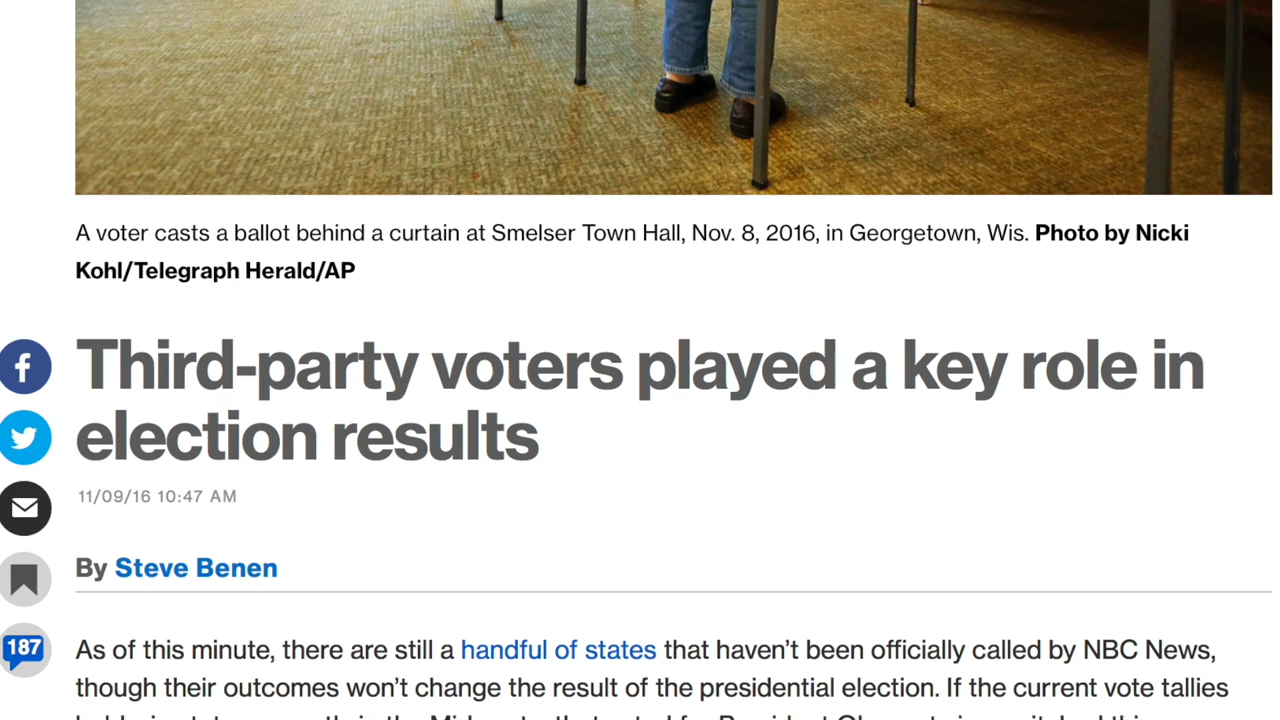 A voter casts a ballot behind a curtain at Smelser Town Hall, Nov. 8, 2016, in Georgetown, Wis. Photo by Nicki
Kohl/Telegraph Herald/AP
Third-party voters played a key role in
election results
11/09/16 10:47 AM
By Steve Benen
187
As of this minute, there are still a handful of states that haven’t been officially called by NBC News,
though their outcomes won’t change the result of the presidential election. If the current vote tallies